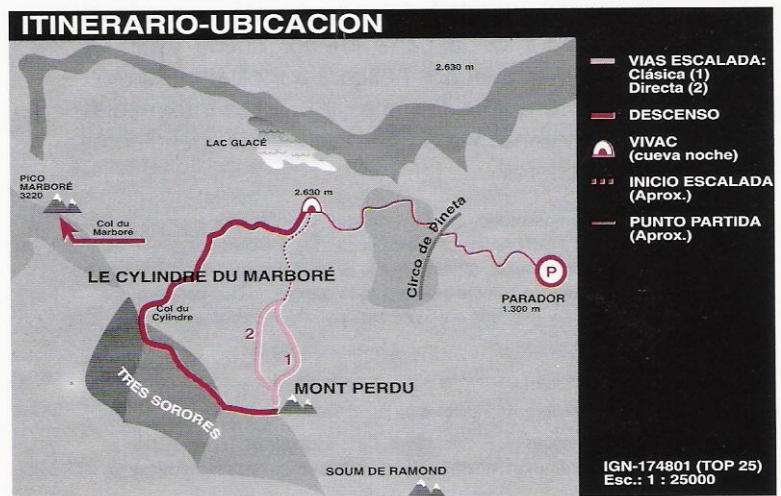 ITINERARIO-UBICACION
2.630 m
LAC GLACÉ
PICO
MARBORÉ
3220
Col du
Marboré
2.630 m
Circo de Pineta
P
PARADOR
1.300 m
LE CYLINDRE DU MARBORÉ
Col du
Cylindre
2
1
TRES SORORES
MONT PERDU
SOUM DE RAMOND
VIAS ESCALADA:
Clásica (1)
Directa (2)
DESCENSO
VIVAC
(cueva noche)
INICIO ESCALADA
(Aprox.)
PUNTO PARTIDA
(Aprox.)
IGN-174801 (TOP 25)
Esc.: 1 : 25000